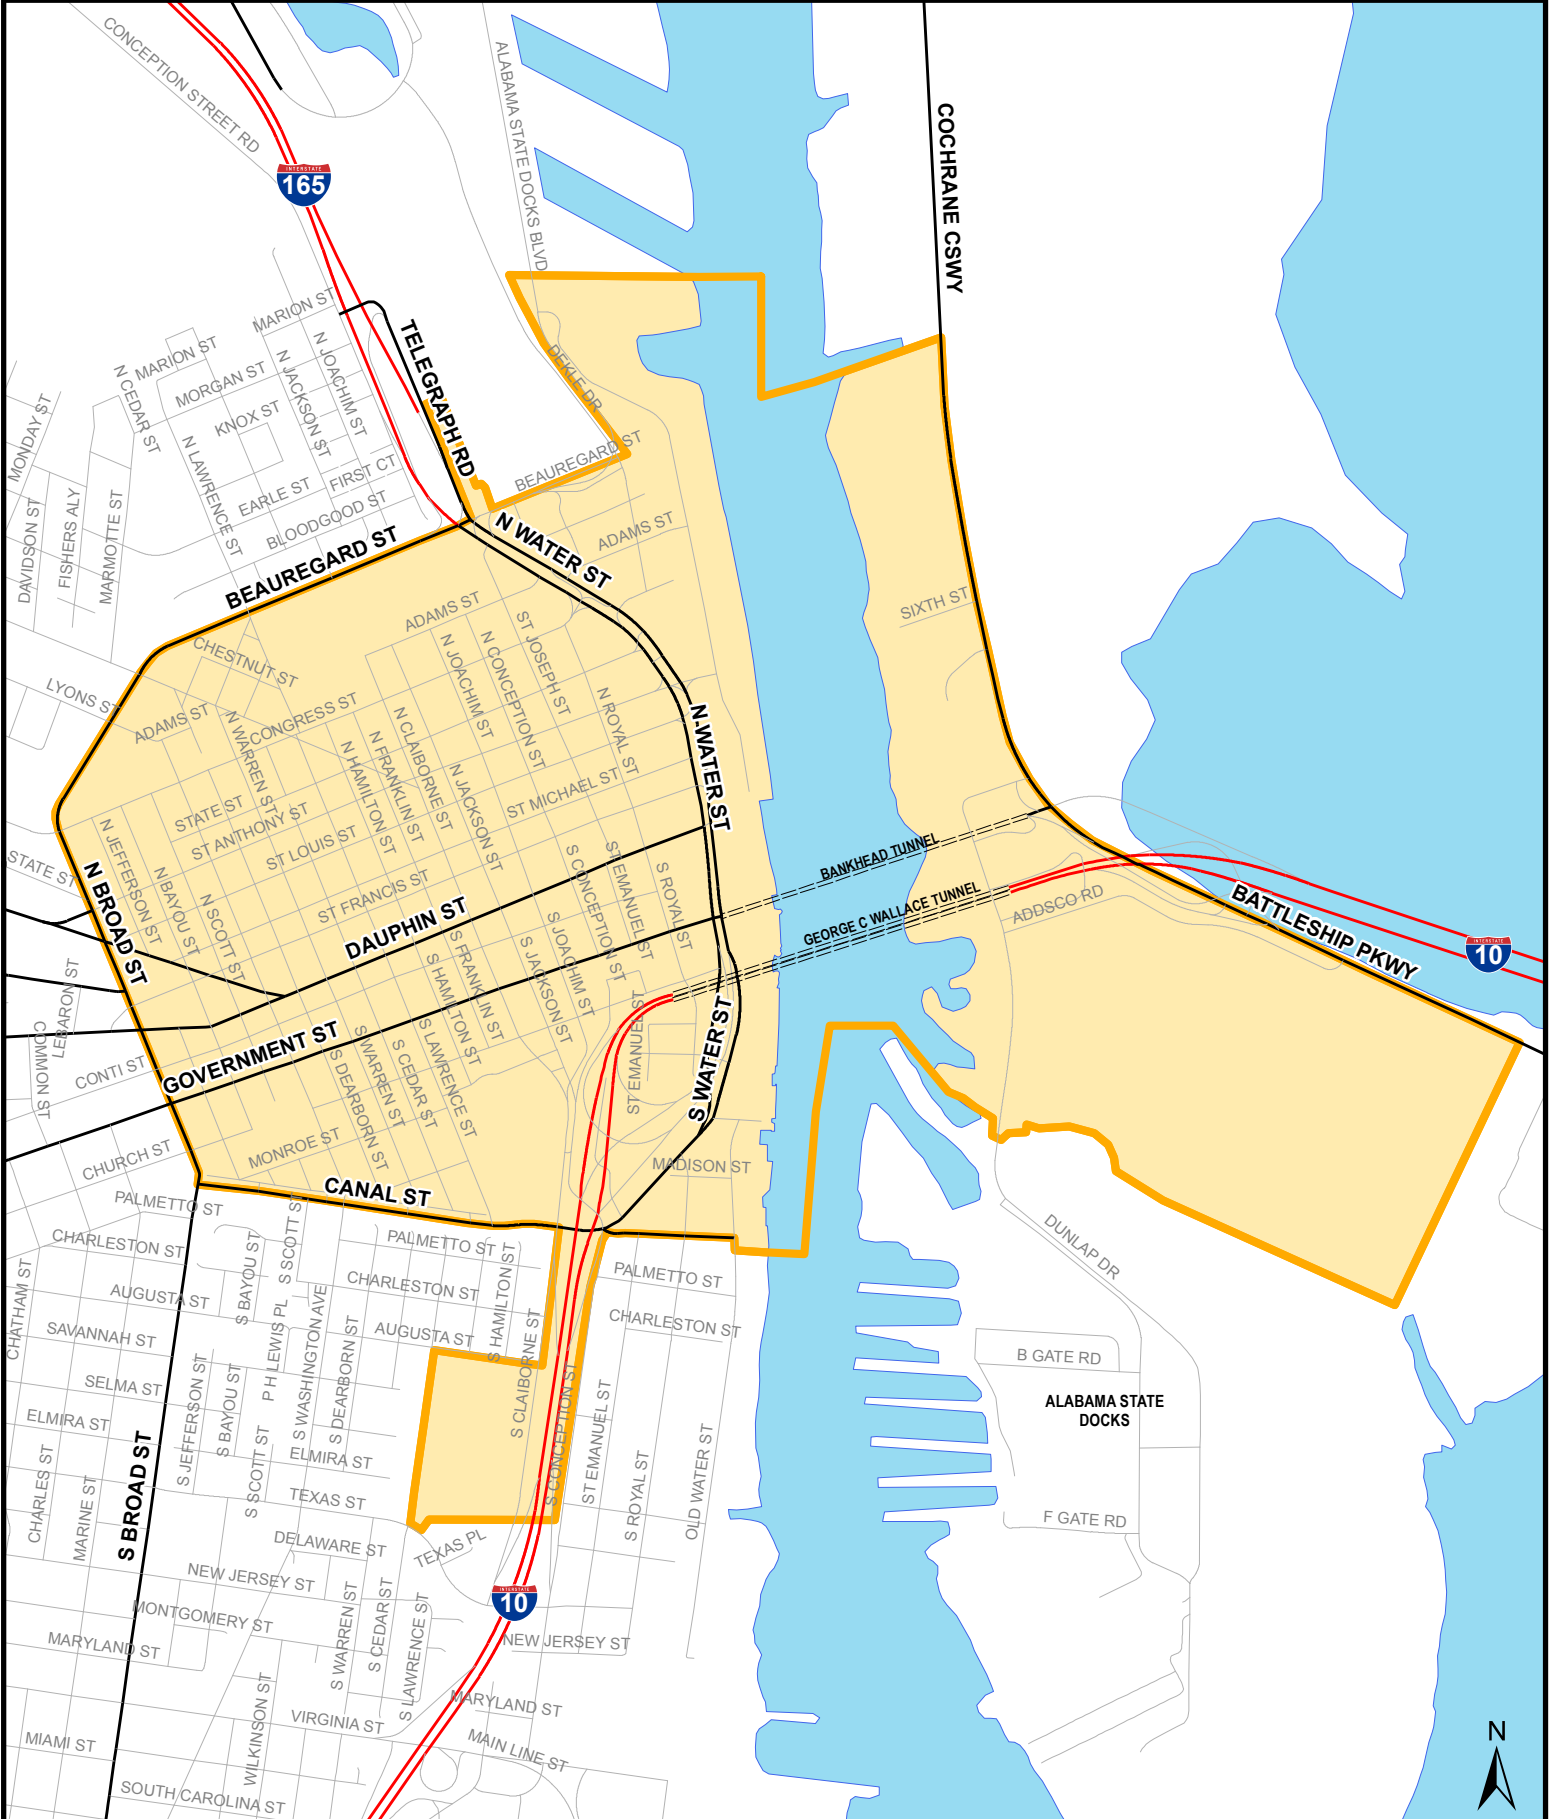 CONCEPTION STREET RD
ALABAMA STATE DOCKS BLVD
COCHRANE CSWY
INTERSTATE
165
MARION ST
MARION ST
N JOACHIM ST
TELEGRAPH RD
DEKLE DR
MORGAN ST
N CEDAR ST
N JACKSON ST
KNOX ST
MONDAY ST
N LAWRENCE ST
FIRST CT
EARLE ST
BLOODGOOD ST
BEAUREGARD ST
DAVIDSON ST
FISHERS ALY
MARMOTTE ST
BEAUREGARD ST
N WATER ST
ADAMS ST
ADAMS ST
SIXTH ST
CHESTNUT ST
N JOACHIM ST
N CONCEPTION ST
ST JOSEPH ST
LYONS ST
ADAMS ST
CONGRESS ST
N WARREN ST
N CLAIBORNE ST
N ROYAL ST
N WATER ST
N HAMILTON ST
N FRANKLIN ST
N JACKSON ST
ST MICHAEL ST
STATE ST
ST ANTHONY ST
ST LOUIS ST
N JEFFERSON ST
STATE ST
N BROAD ST
N BAYOU ST
N SCOTT ST
ST FRANCIS ST
DAUPHIN ST
S CONCEPTION ST
ST EMANUEL ST
S ROYAL ST
BANKHEAD TUNNEL
GEORGE C WALLACE TUNNEL
ADDSCO RD
BATTLESHIP PKWY
INTERSTATE
10
S FRANKLIN ST
S HAMILTON ST
S JACKSON ST
S JOACHIM ST
ST EMANUEL ST
S WATER ST
LEBARON ST
COMMON ST
CONTI ST
GOVERNMENT ST
S DEARBORN ST
S WARREN ST
S CEDAR ST
S LAWRENCE ST
CHURCH ST
MONROE ST
MADISON ST
CANAL ST
PALMETTO ST
S SCOTT ST
PALMETTO ST
PALMETTO ST
DUNLAP DR
CHARLESTON ST
S BAYOU ST
CHARLESTON ST
S HAMILTON ST
CHARLESTON ST
CHATHAM ST
AUGUSTA ST
P H LEWIS PL
S WASHINGTON AVE
AUGUSTA ST
S CLAIBORNE ST
SAVANNAH ST
S DEARBORN ST
B GATE RD
SELMA ST
S JEFFERSON ST
S BAYOU ST
S CONCEPTION ST
ST EMANUEL ST
ALABAMA STATE
DOCKS
ELMIRA ST
ELMIRA ST
S SCOTT ST
S ROYAL ST
OLD WATER ST
CHARLES ST
MARINE ST
S BROAD ST
TEXAS ST
F GATE RD
DELAWARE ST
TEXAS PL
NEW JERSEY ST
INTERSTATE
10
S WARREN ST
S CEDAR ST
S LAWRENCE ST
MONTGOMERY ST
MARYLAND ST
NEW JERSEY ST
WILKINSON ST
MARYLAND ST
VIRGINIA ST
MIAMI ST
MAIN LINE ST
SOUTH CAROLINA ST
N